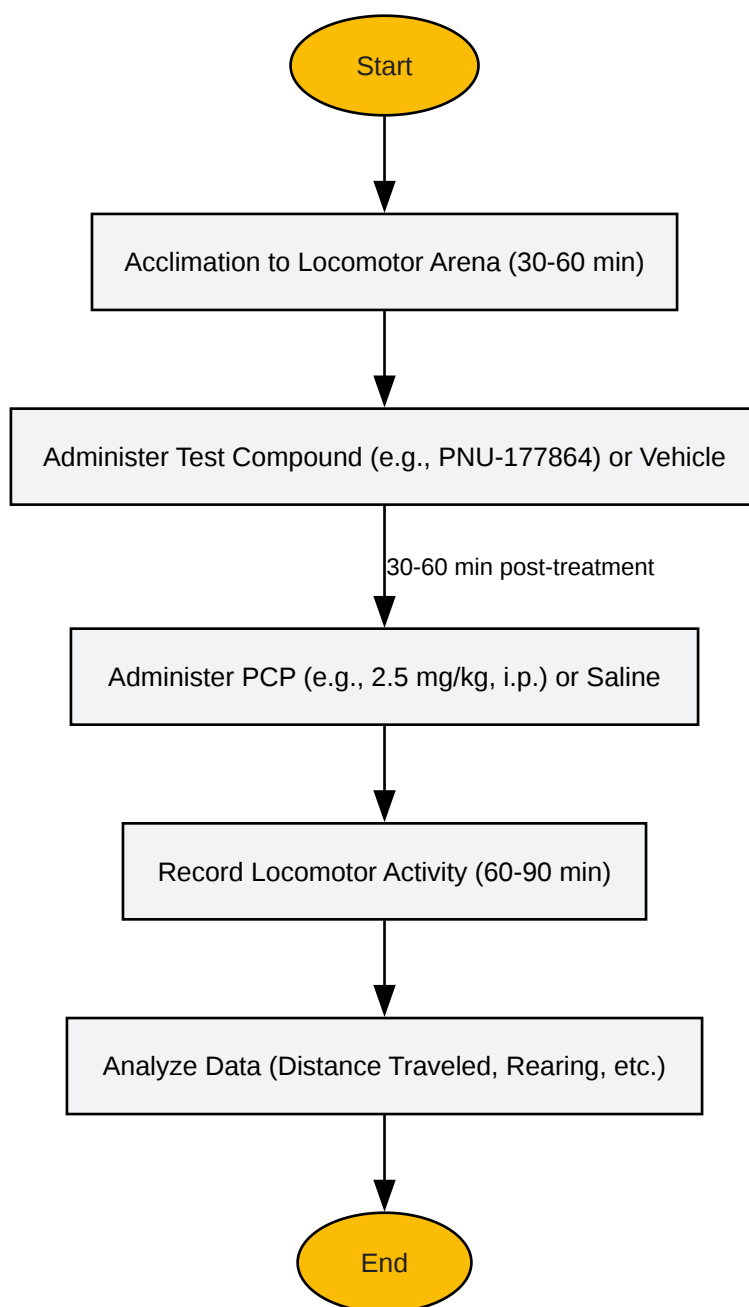 Start
Acclimation to Locomotor Arena (30-60 min)
Administer Test Compound (e.g., PNU-177864) or Vehicle
30-60 min post-treatment
Administer PCP (e.g., 2.5 mg/kg, i.p.) or Saline
Record Locomotor Activity (60-90 min)
Analyze Data (Distance Traveled, Rearing, etc.)
End